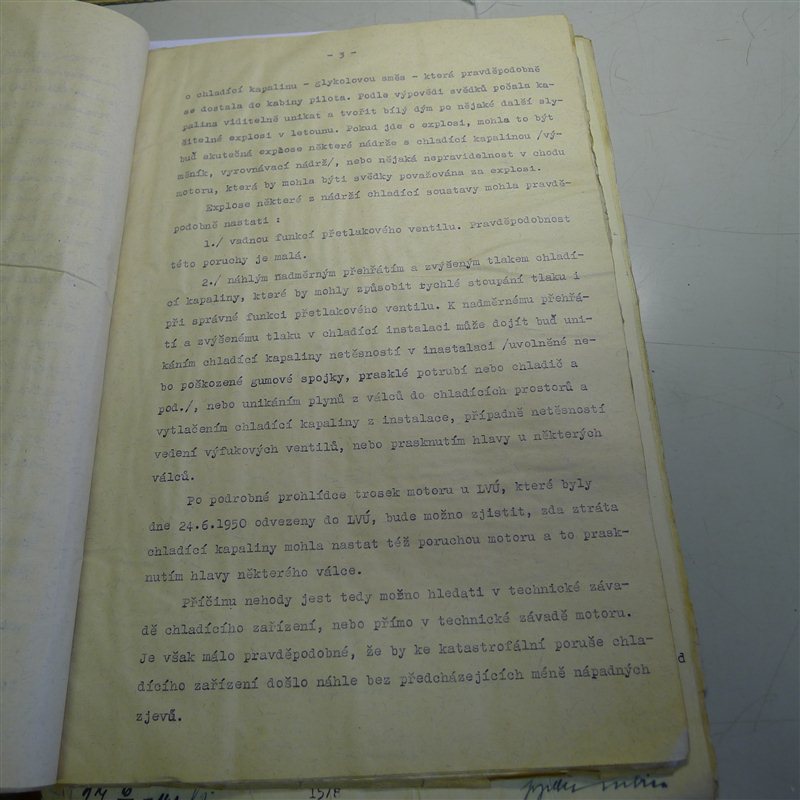 - 3 -
o chladící kapalinu - glykolovou směs - která pravděpodobně
se dostala do kabiny pilota. Podle výpovědi svědků počala ka-
palina viditelně unikat a tvořit bílý dým po nějaké další sly-
šitelné explosi v letounu. Pokud jde o explosi, mohla to být
buď skutečná explose některé nádrže s chladící kapalinou /vý-
měník, vyrovnávací nádrž/, nebo nějaká nepravidelnost v chodu
motoru, která by mohla býti svědky považována za explosi.
Explose některé z nádrží chladící soustavy mohla pravdě-
podobně nastati :
1./ vadnou funkcí přetlakového ventilu. Pravděpodobnost
této poruchy je malá.
2./ náhlým nadměrným přehřátím a zvýšeným tlakem chladí-
cí kapaliny, které by mohly způsobit rychlé stoupání tlaku i
při správné funkci přetlakového ventilu. K nadměrnému přehřá-
tí a zvýšenému tlaku v chladící instalaci může dojít buď uni-
káním chladící kapaliny netěsností v inastalaci /uvolněné ne-
bo poškozené gumové spojky, prasklé potrubí nebo chladič a
pod./, nebo unikáním plynů z válců do chladících prostorů a
vytlačením chladící kapaliny z instalace, případně netěsností
vedení výfukových ventilů, nebo prasknutím hlavy u některých
válců.
Po podrobné prohlídce trosek motoru u LVÚ, které byly
dne 24.6.1950 odvezeny do LVÚ, bude možno zjistit, zda ztráta
chladící kapaliny mohla nastat též poruchou motoru a to prask-
nutím hlavy některého válce.
Příčinu nehody jest tedy možno hledati v technické záva-
dě chladícího zařízení, nebo přímo v technické závadě motoru.
Je však málo pravděpodobné, že by ke katastrofální poruše chla-
dícího zařízení došlo náhle bez předcházejících méně nápadných
zjevů.
d